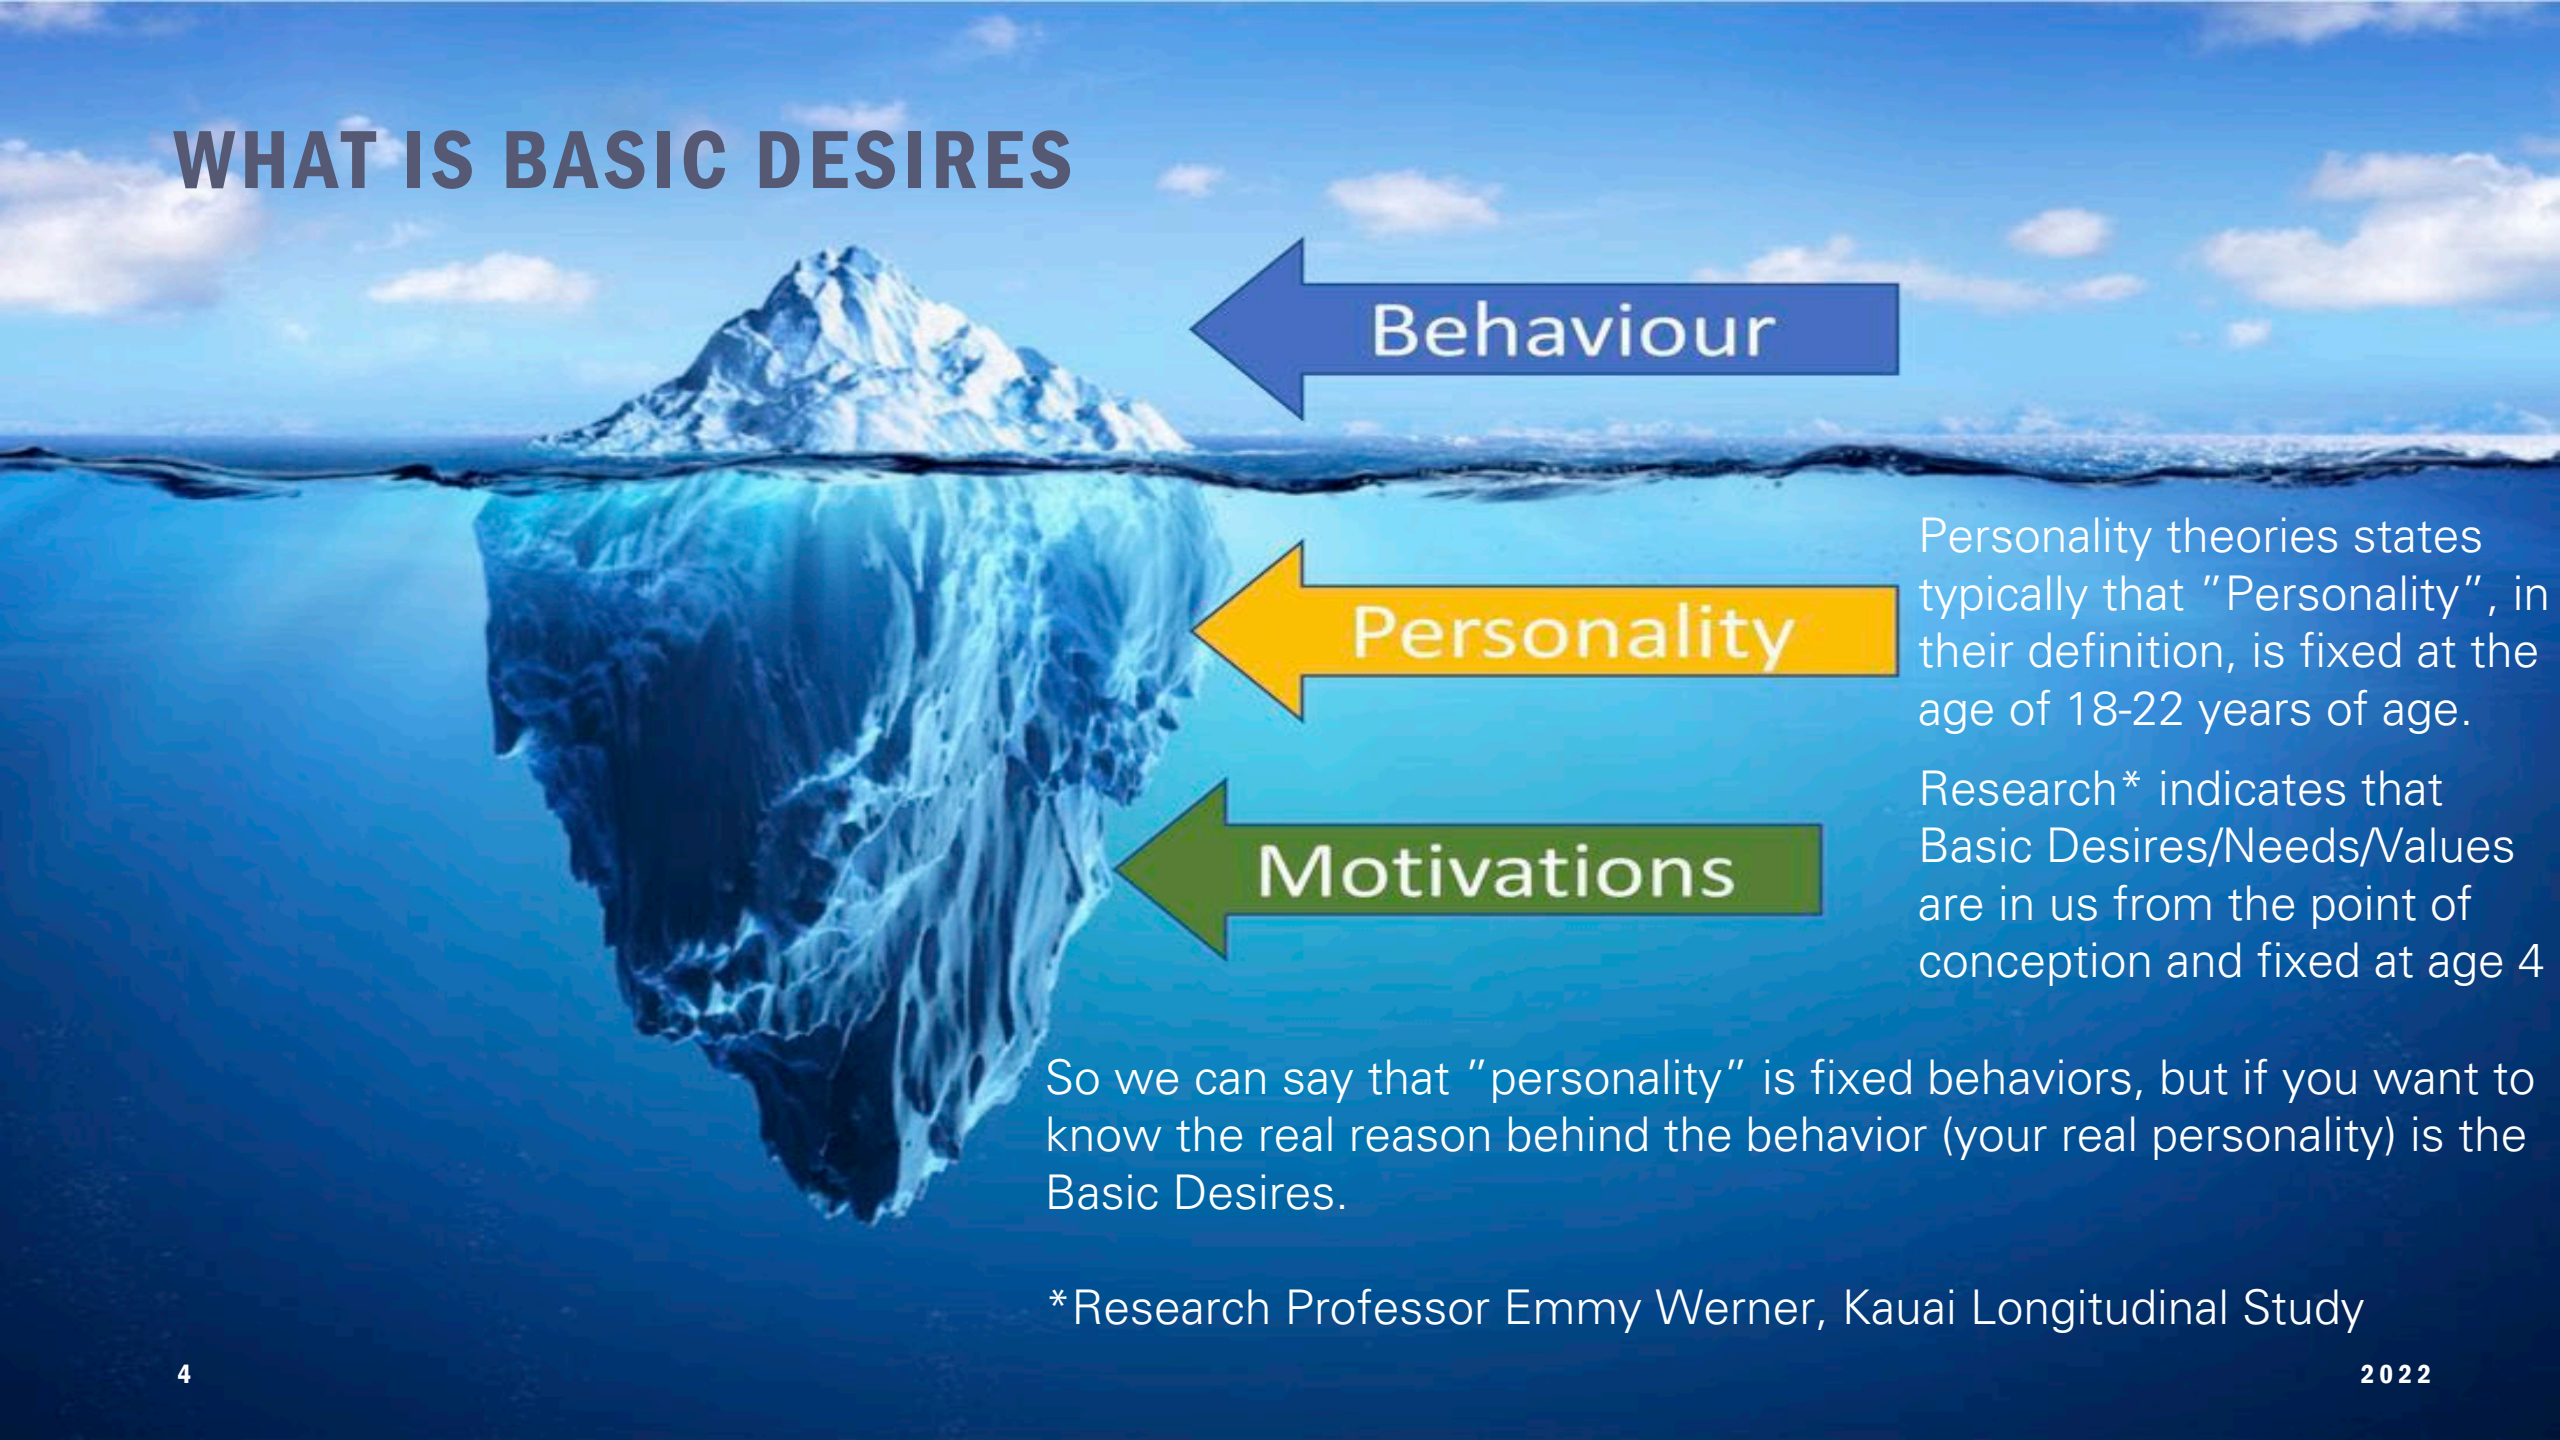 WHAT IS BASIC DESIRES
Behaviour
Personality
Personality theories states
typically that ”Personality”, in
their definition, is fixed at the
age of 18-22 years of age.
Motivations
Research* indicates that
Basic Desires/Needs/Values
are in us from the point of
conception and fixed at age 4
So we can say that ”personality” is fixed behaviors, but if you want to
know the real reason behind the behavior (your real personality) is the
Basic Desires.
*Research Professor Emmy Werner, Kauai Longitudinal Study
4
2022